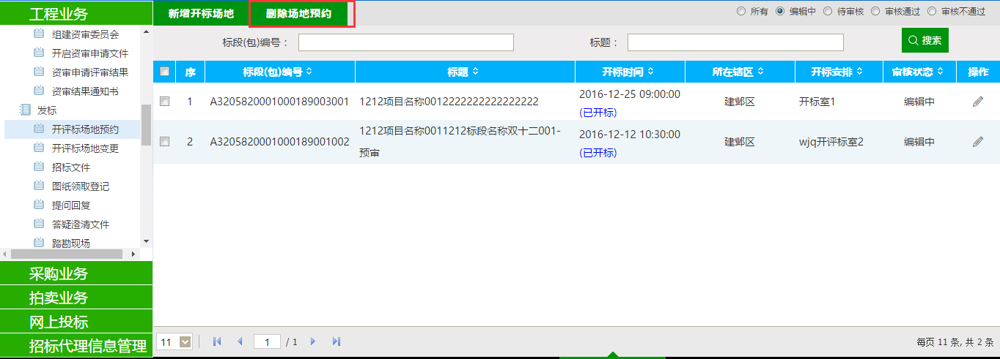 工程业务
组建资审委员会
开启资审申请文件
资审申请评审结果
资审结果通知书
发标
开评标场地预约
开评标场地变更
招标文件
图纸领取登记
提问回复
答疑澄清文件
踏勘现场
采购业务
拍卖业务
网上投标
招标代理信息管理
新增开标场地 删除场地预约 所有 编辑中 待审核 审核通过 审核不通过
标段(包)编号： 标题： 搜索
序 标段(包)编号 标题 开标时间 所在辖区 开标安排 审核状态 操作
1 A3205820001000189003001 1212项目名称0012222222222222222 2016-12-25 09:00:00 建邺区 开标室1 编辑中
(已开标)
2 A3205820001000189001002 1212项目名称0011212标段名称双十二001- 2016-12-12 10:30:00 建邺区 wjq开评标室2 编辑中
预审 (已开标)
11 1 / 1 每页 11 条, 共 2 条